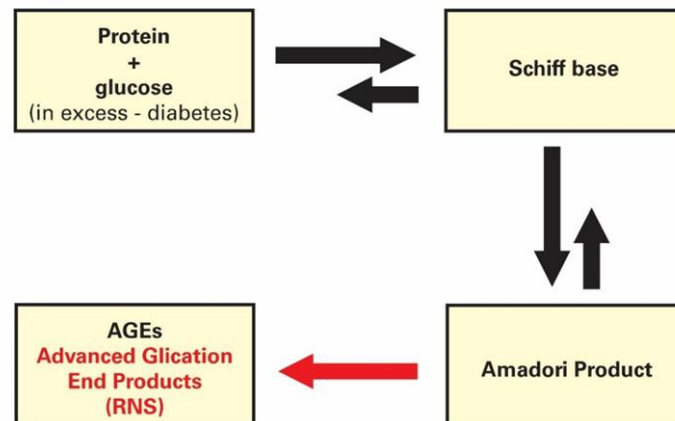 Protein
+
glucose
(in excess - diabetes)
Schiff base
Amadori Product
AGEs
Advanced Glication
End Products
(RNS)